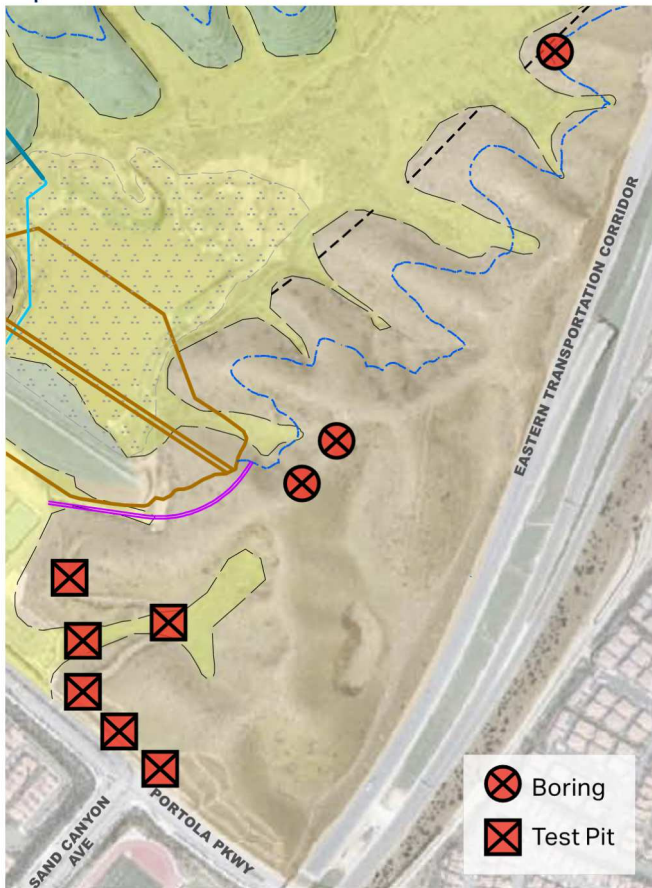 EASTERN TRANSPORTATION CORRIDOR
PORTOLA PKWY
SAND CANYON
AVE
Boring
Test Pit